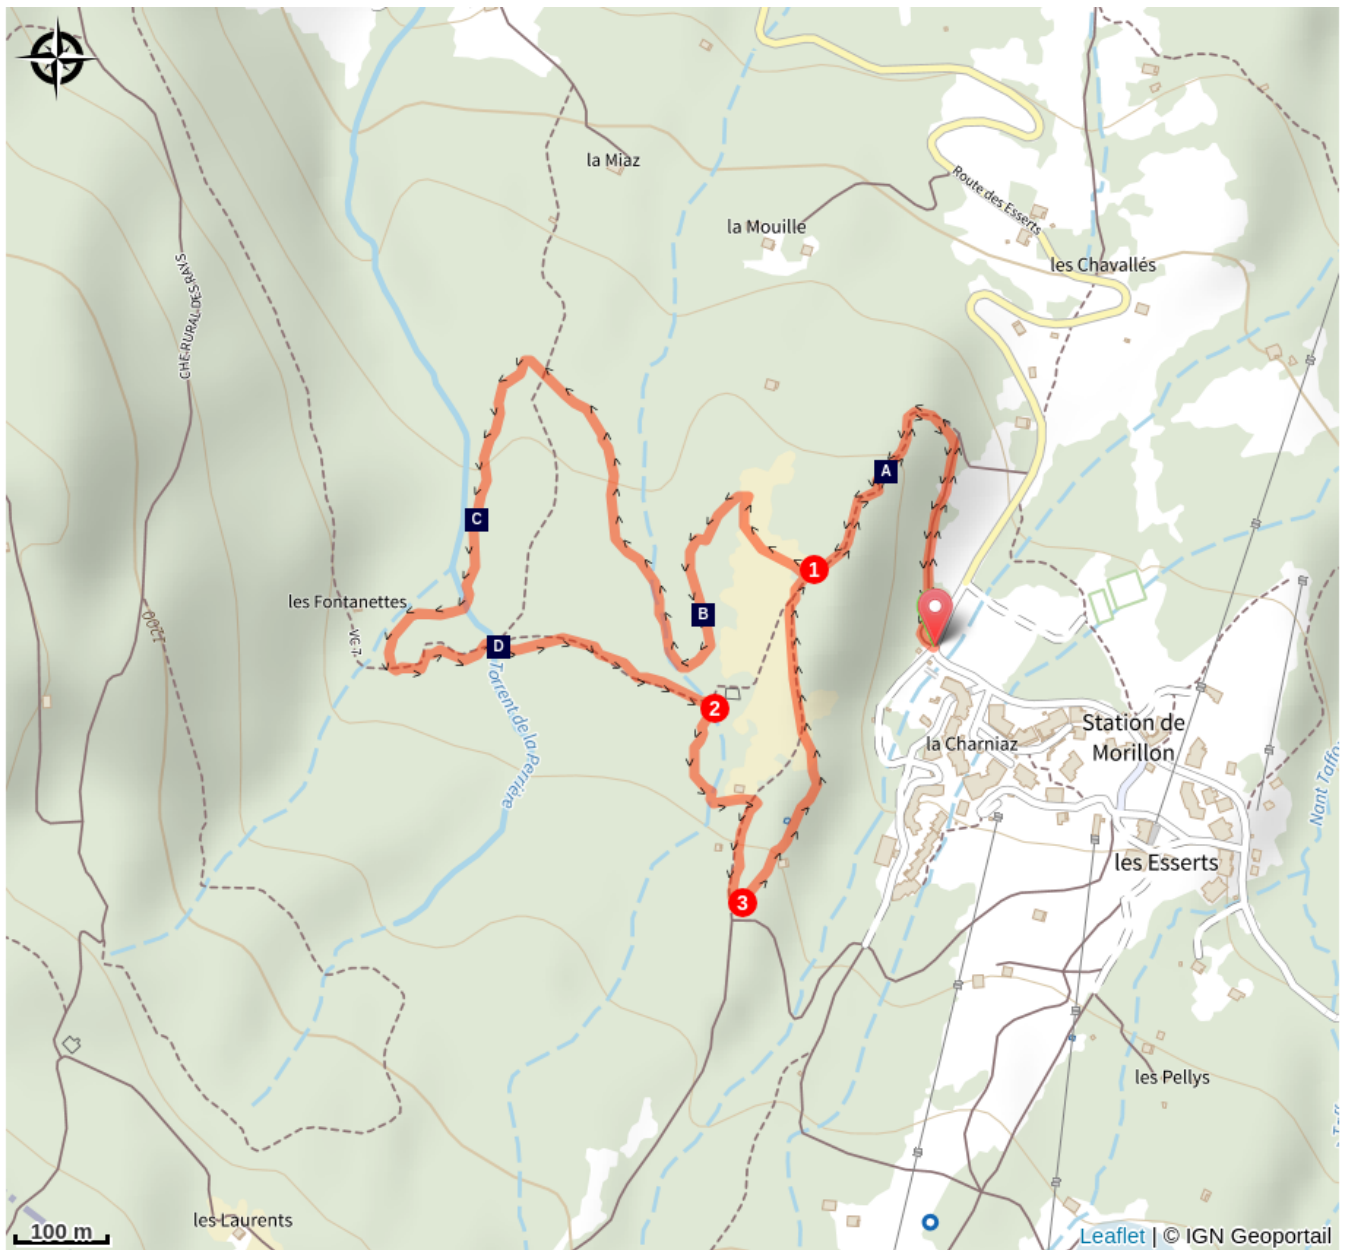 la Miaz
Route des Esserts
la Mouille
les Chavallés
CHE RURAL DES RAYS
A
C
1
les Fontanettes
B
1200
VC 7
D
Torrent de la Perrière
2
Station de
Morillon
la Charniaz
Nant Taffo
les Esserts
3
les Pellys
les Laurents
100 m
Leaflet | © IGN Geoportail